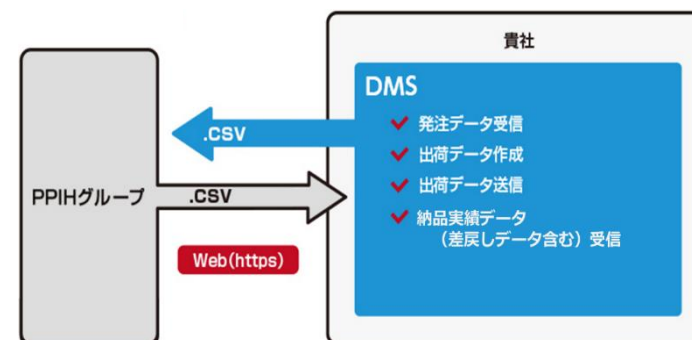 貴社
DMS
発注データ受信
.CSV
出荷データ作成
出荷データ送信
PPIHグループ
.CSV
納品実績データ
（差戻しデータ含む）受信
Web(https)